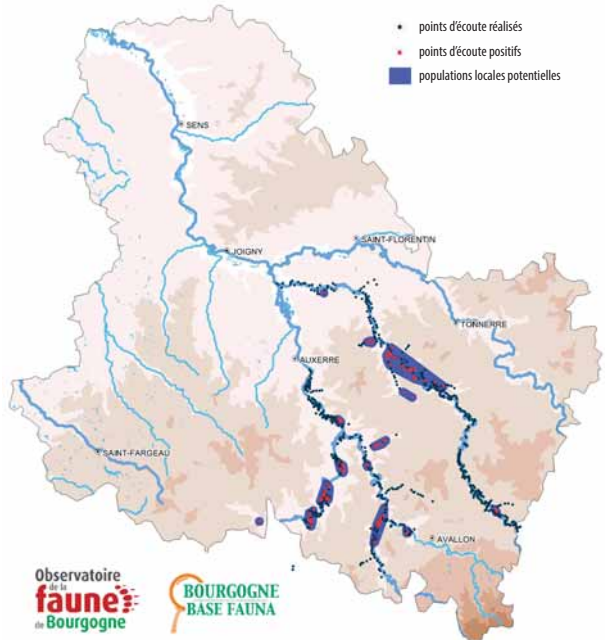 points d'écoute réalisés
points d'écoute positifs
populations locales potentielles
SENS
JOIGNY
SAINT-FLORENTIN
TONNERRE
AUXERRE
SAINT-FARGEAU
AVALLON
Observatoire
de la
faune
de Bourgogne
BOURGOGNE
BASE FAUNA